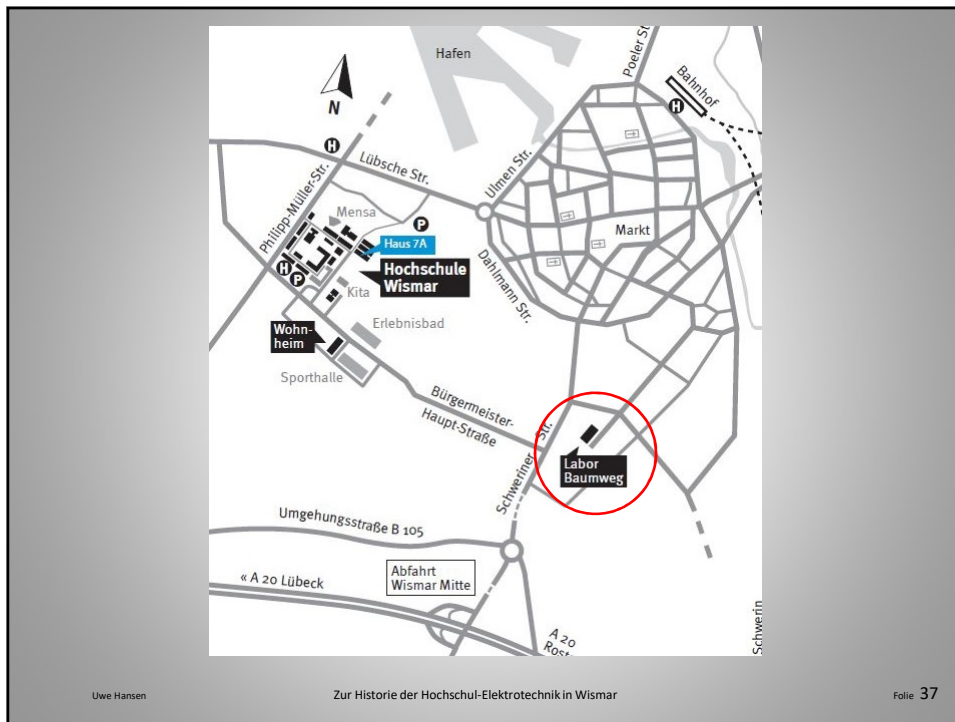 Hafen
Poeler St
Bahnhof
H
N
H
Lübsche Str.
Ulmen Str.
Philipp-Müller-Str.
Mensa
P
Markt
Haus 7A
Hochschule
Wismar
Dahlmann Str.
H
P
Kita
Erlebnisbad
Wohn-
heim
Sporthalle
Bürgermeister-
Haupt-Straße
Schweriner Str.
Labor
Baumweg
Umgehungsstraße B 105
Abfahrt
Wismar Mitte
« A 20 Lübeck
A 20
Rost
Schwerin
Uwe Hansen
Zur Historie der Hochschul-Elektrotechnik in Wismar
Folie 37